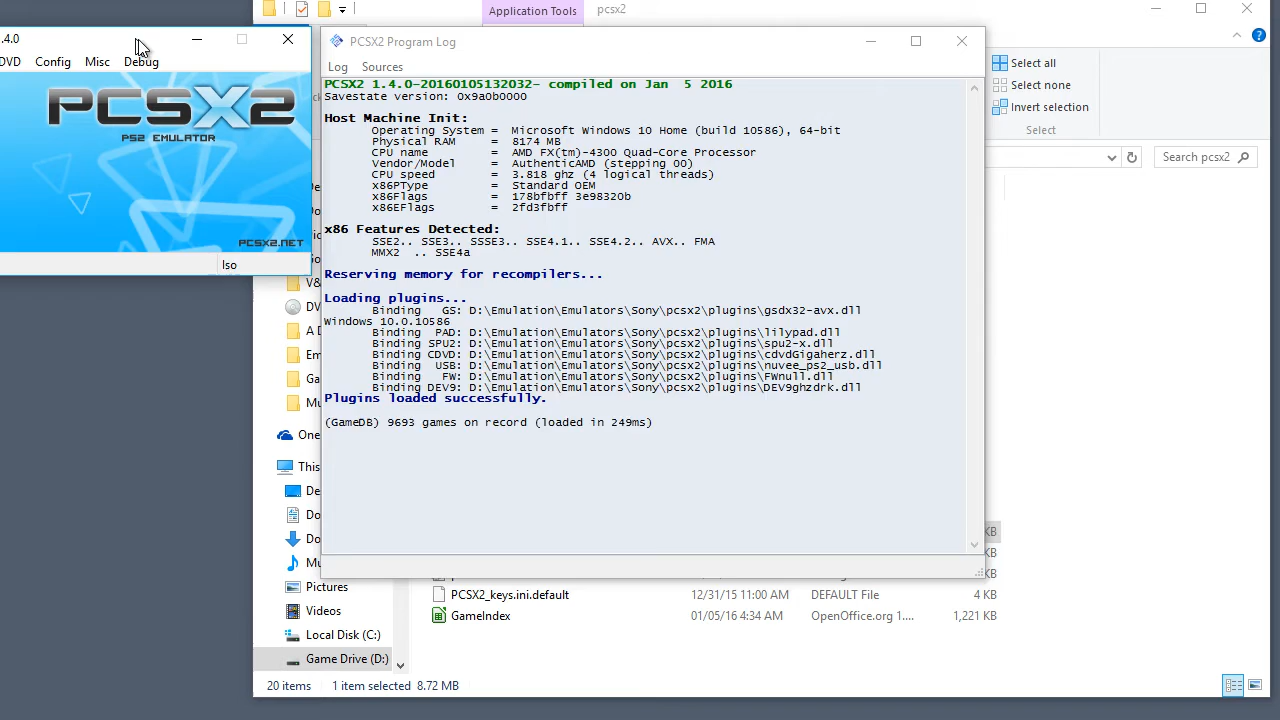 Application Tools
pcsx2
.4.0
DVD Config Misc Debug
PCSX2
PS2 EMULATOR
PCSX2.NET
Iso
PCSX2 Program Log
Log Sources
PCSX2 1.4.0-20160105132032- compiled on Jan  5 2016
Savestate version: 0x9a0b0000
Host Machine Init:
Operating System =  Microsoft Windows 10 Home (build 10586), 64-bit
Physical RAM     =  8174 MB
CPU name         =  AMD FX(tm)-4300 Quad-Core Processor
Vendor/Model     =  AuthenticAMD (stepping 00)
CPU speed        =  3.818 ghz (4 logical threads)
x86PType         =  Standard OEM
x86Flags         =  178bfbff 3e98320b
x86EFlags        =  2fd3fbff
x86 Features Detected:
SSE2.. SSE3.. SSSE3.. SSE4.1.. SSE4.2.. AVX.. FMA
MMX2  .. SSE4a
Reserving memory for recompilers...
Loading plugins...
Binding   GS: D:\Emulation\Emulators\Sony\pcsx2\plugins\gsdx32-avx.dll
Windows 10.0.10586
Binding  PAD: D:\Emulation\Emulators\Sony\pcsx2\plugins\lilypad.dll
Binding SPU2: D:\Emulation\Emulators\Sony\pcsx2\plugins\spu2-x.dll
Binding CDVD: D:\Emulation\Emulators\Sony\pcsx2\plugins\cdvdGigaherz.dll
Binding  USB: D:\Emulation\Emulators\Sony\pcsx2\plugins\nuvee_ps2_usb.dll
Binding   FW: D:\Emulation\Emulators\Sony\pcsx2\plugins\FWnull.dll
Binding DEV9: D:\Emulation\Emulators\Sony\pcsx2\plugins\DEV9ghzdrk.dll
Plugins loaded successfully.
(GameDB) 9693 games on record (loaded in 249ms)
Select all
Select none
Invert selection
Select
Search pcsx2
V&
DV
A D
Em
Ga
Mu
One
This
De
Do
Do
Mu
Pictures
Videos
Local Disk (C:)
Game Drive (D:)
KB
KB
KB
PCSX2_keys.ini.default 12/31/15 11:00 AM DEFAULT File 4 KB
GameIndex 01/05/16 4:34 AM OpenOffice.org 1.... 1,221 KB
20 items 1 item selected 8.72 MB